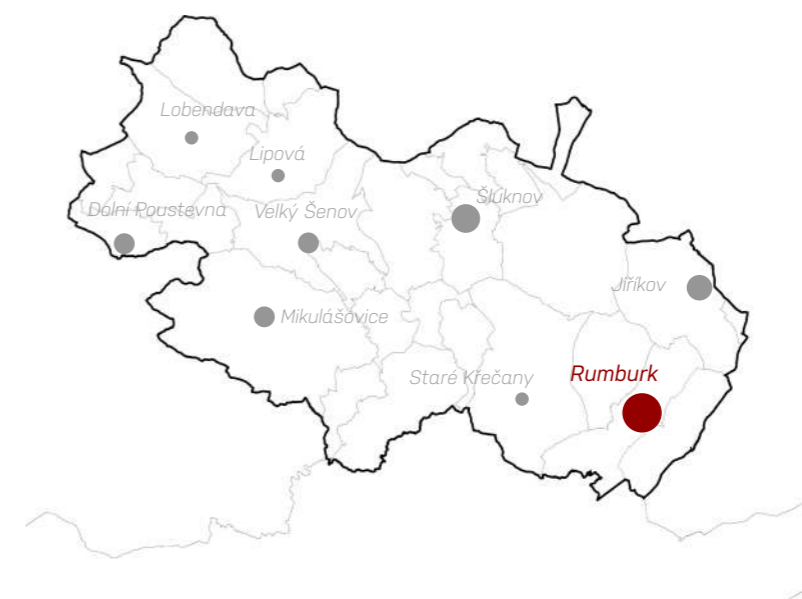 Lobendava
Lipová
Šluknov
Dolní Poustevna
Velký Šenov
Jiříkov
Mikulášovice
Rumburk
Staré Křečany